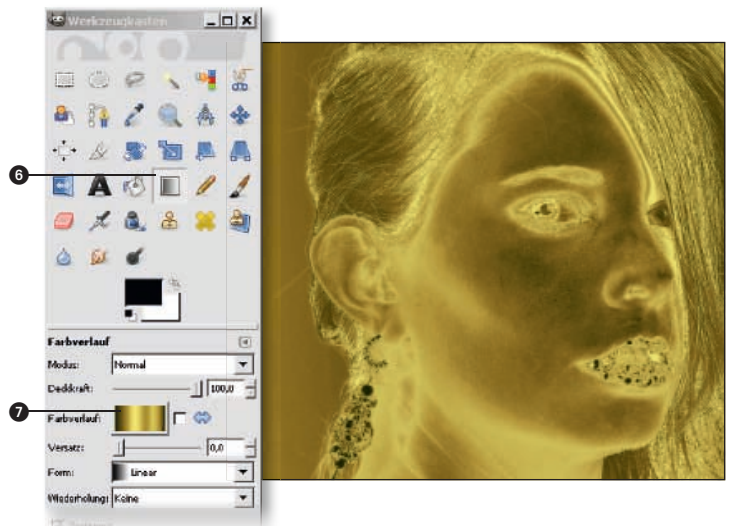 Werkzeugkasten
6
Farbverlauf
Modus: Normal
Deckkraft: 100,0
7
Farbverlauf:
Versatz: 0,0
Form: Linear
Wiederholung: Keine